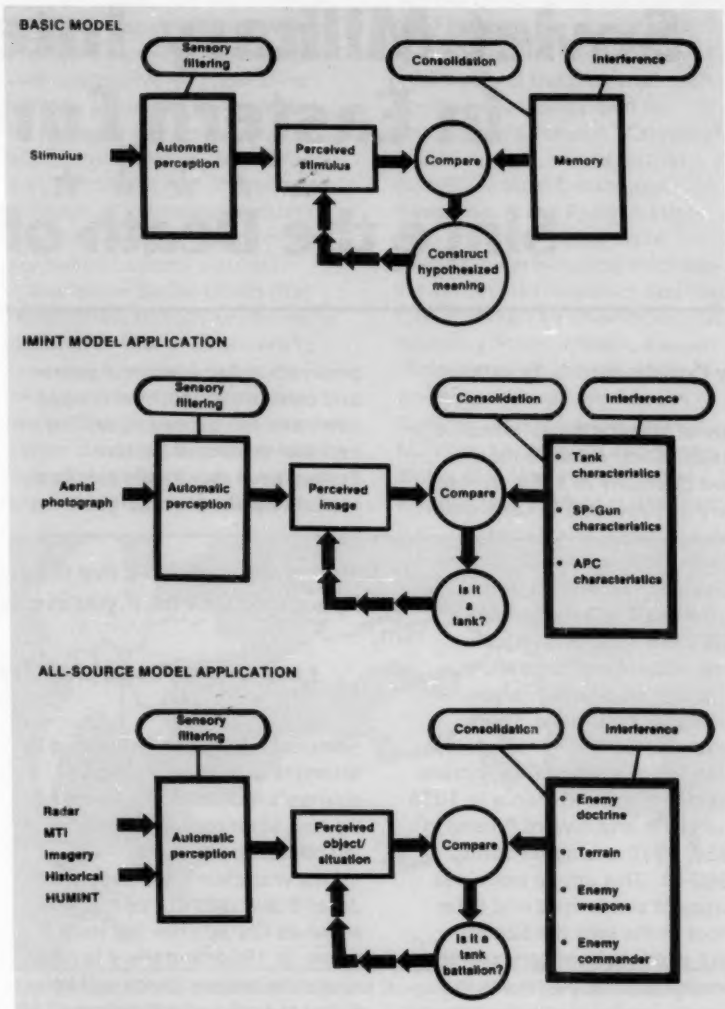 BASIC MODEL
Sensory
filtering
Consolidation
Interference
Stimulus
Automatic
perception
Perceived
stimulus
Compare
Memory
Construct
hypothesized
meaning
IMINT MODEL APPLICATION
Sensory
filtering
Consolidation
Interference
Aerial
photograph
Automatic
perception
Perceived
image
Compare
• Tank
characteristics
• SP-Gun
characteristics
• APC
characteristics
Is it
a
tank?
ALL-SOURCE MODEL APPLICATION
Sensory
filtering
Consolidation
Interference
Radar
MTI
Imagery
Historical
HUMINT
Automatic
perception
Perceived
object/
situation
Compare
• Enemy
doctrine
• Terrain
• Enemy
weapons
• Enemy
commander
Is it a
tank
battalion?